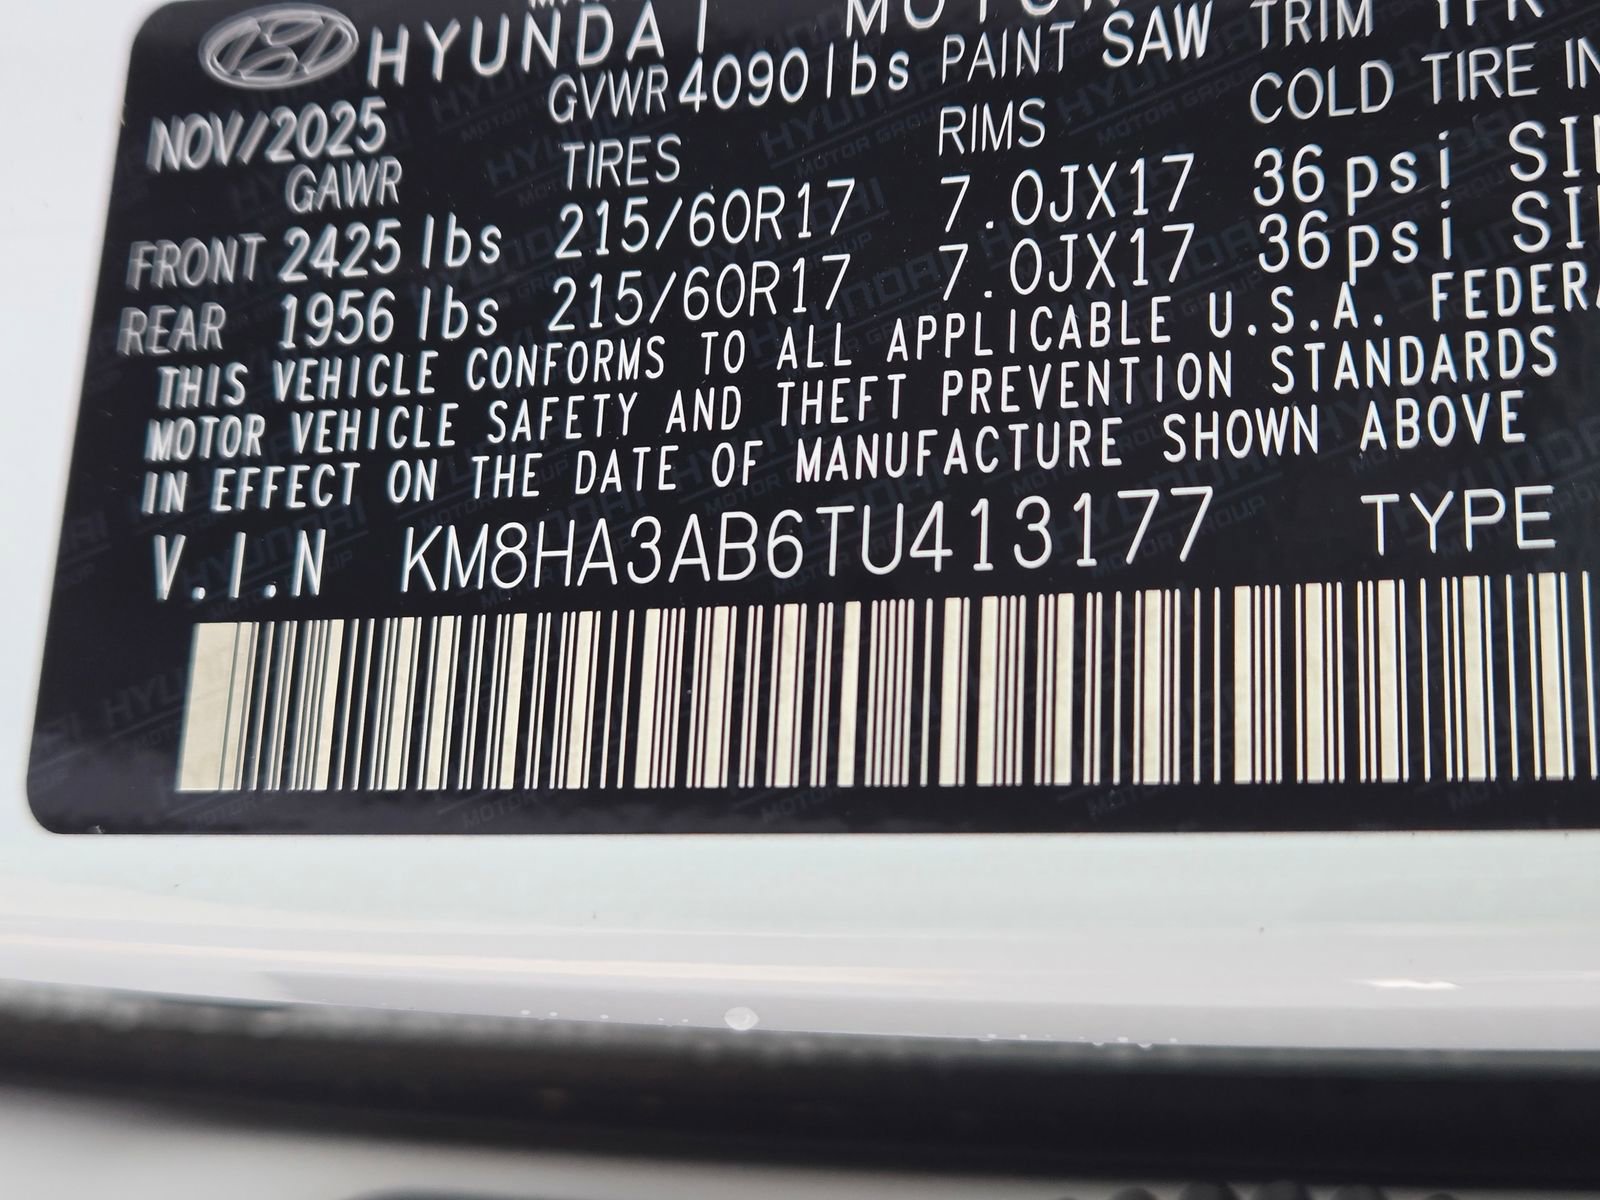 HYUNDAI MOTOR
NOV/2025 GVWR 4090 lbs PAINT SAW TRIM
GAWR TIRES RIMS COLD TIRE
FRONT 2425 lbs 215/60R17 7.0JX17 36psi
REAR 1956 lbs 215/60R17 7.0JX17 36psi
THIS VEHICLE CONFORMS TO ALL APPLICABLE U.S.A. FEDERA
MOTOR VEHICLE SAFETY AND THEFT PREVENTION STANDARDS
IN EFFECT ON THE DATE OF MANUFACTURE SHOWN ABOVE
V.I.N KM8HA3AB6TU413177 TYPE